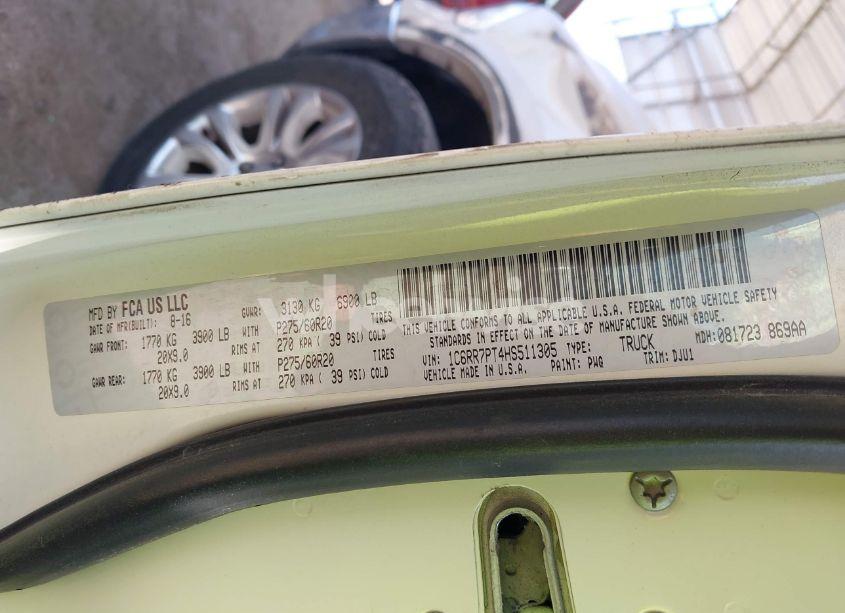 MFD BY FCA US LLC
DATE OF MFR(BUILT): 8-16 GVWR: 3130 KG 6900 LB
GAWR FRONT: 1770 KG 3900 LB WITH P275/60R20 TIRES
20X9.0 RIMS AT 270 KPA ( 39 PSI) COLD
GAWR REAR: 1770 KG 3900 LB WITH P275/60R20 TIRES
20X9.0 RIMS AT 270 KPA ( 39 PSI) COLD
THIS VEHICLE CONFORMS TO ALL APPLICABLE U.S.A. FEDERAL MOTOR VEHICLE SAFETY
STANDARDS IN EFFECT ON THE DATE OF MANUFACTURE SHOWN ABOVE.
VIN: 1C6RR7PT4HS511305 TYPE: TRUCK MDH: 081723 869AA
VEHICLE MADE IN U.S.A. PAINT: PWG TRIM: DJU1